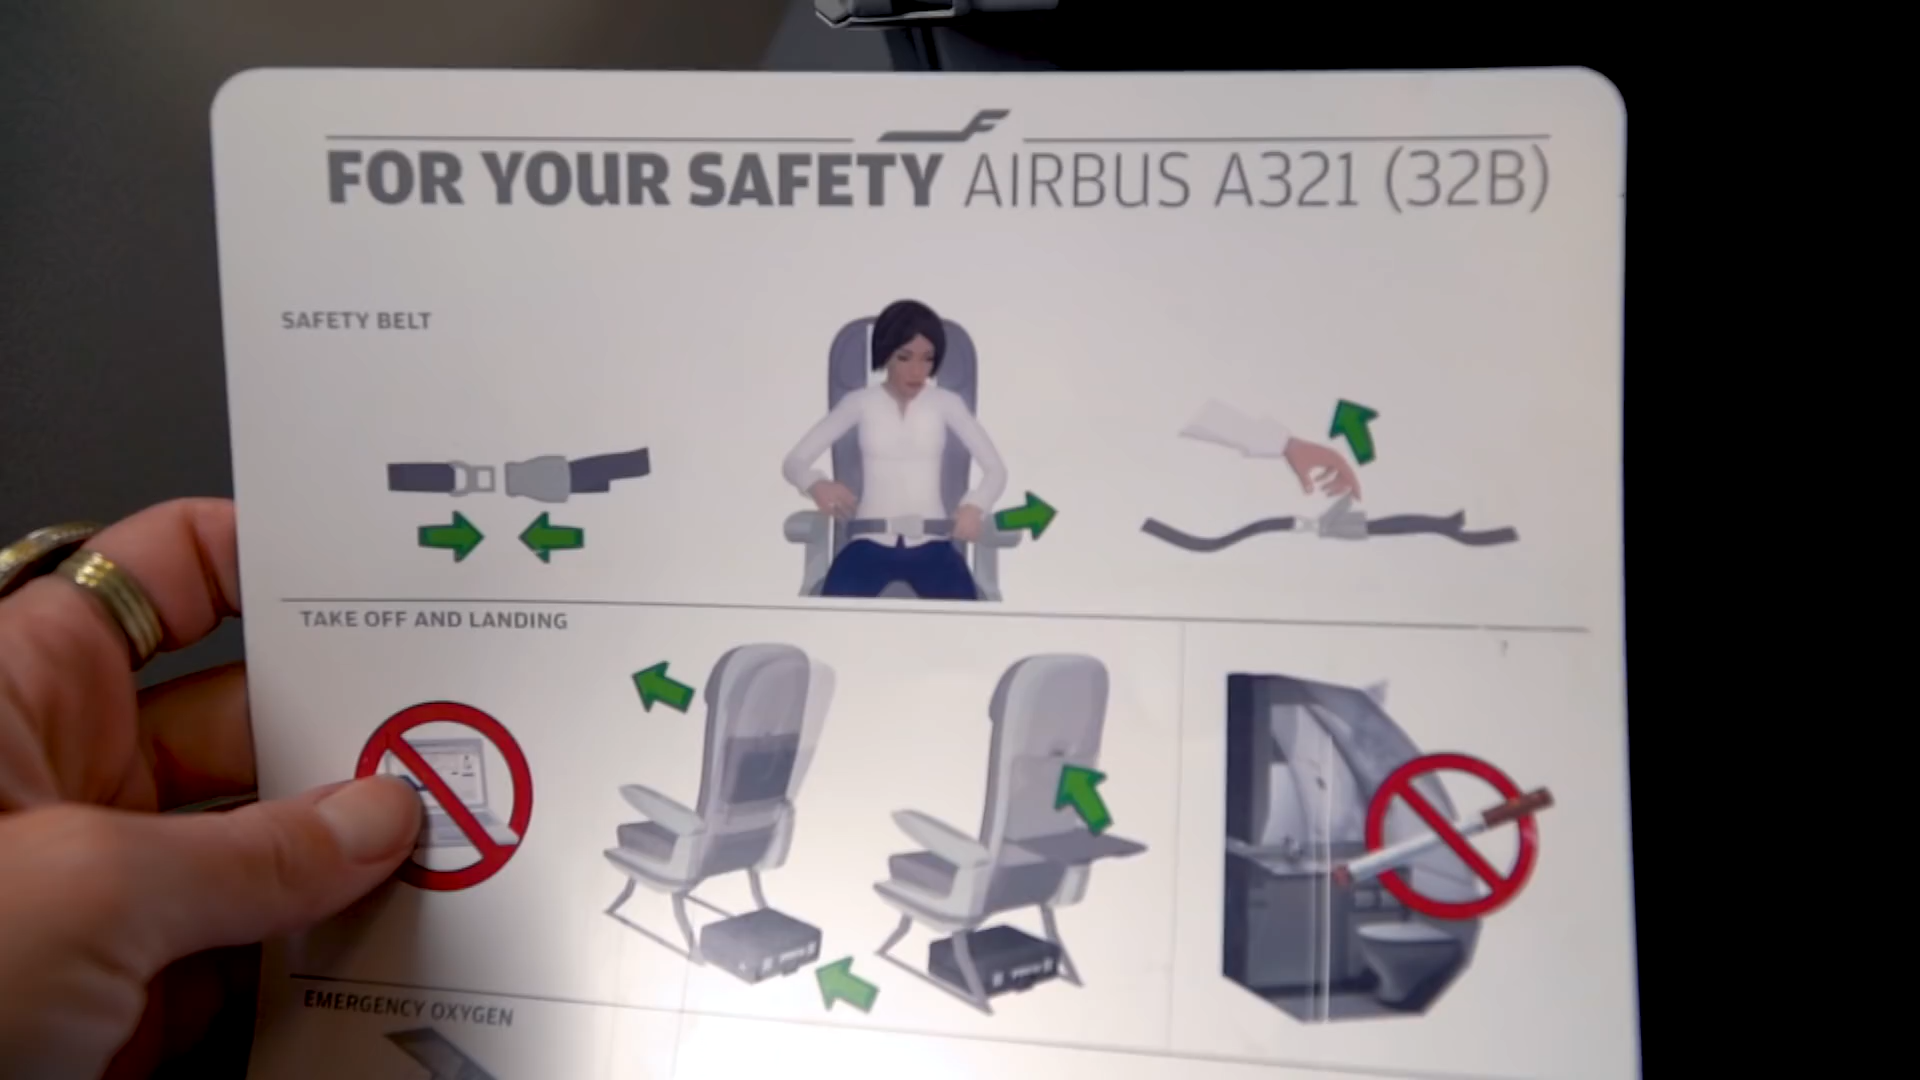 FOR YOUR SAFETY AIRBUS A321 (32B)
SAFETY BELT
TAKE OFF AND LANDING
EMERGENCY OXYGEN